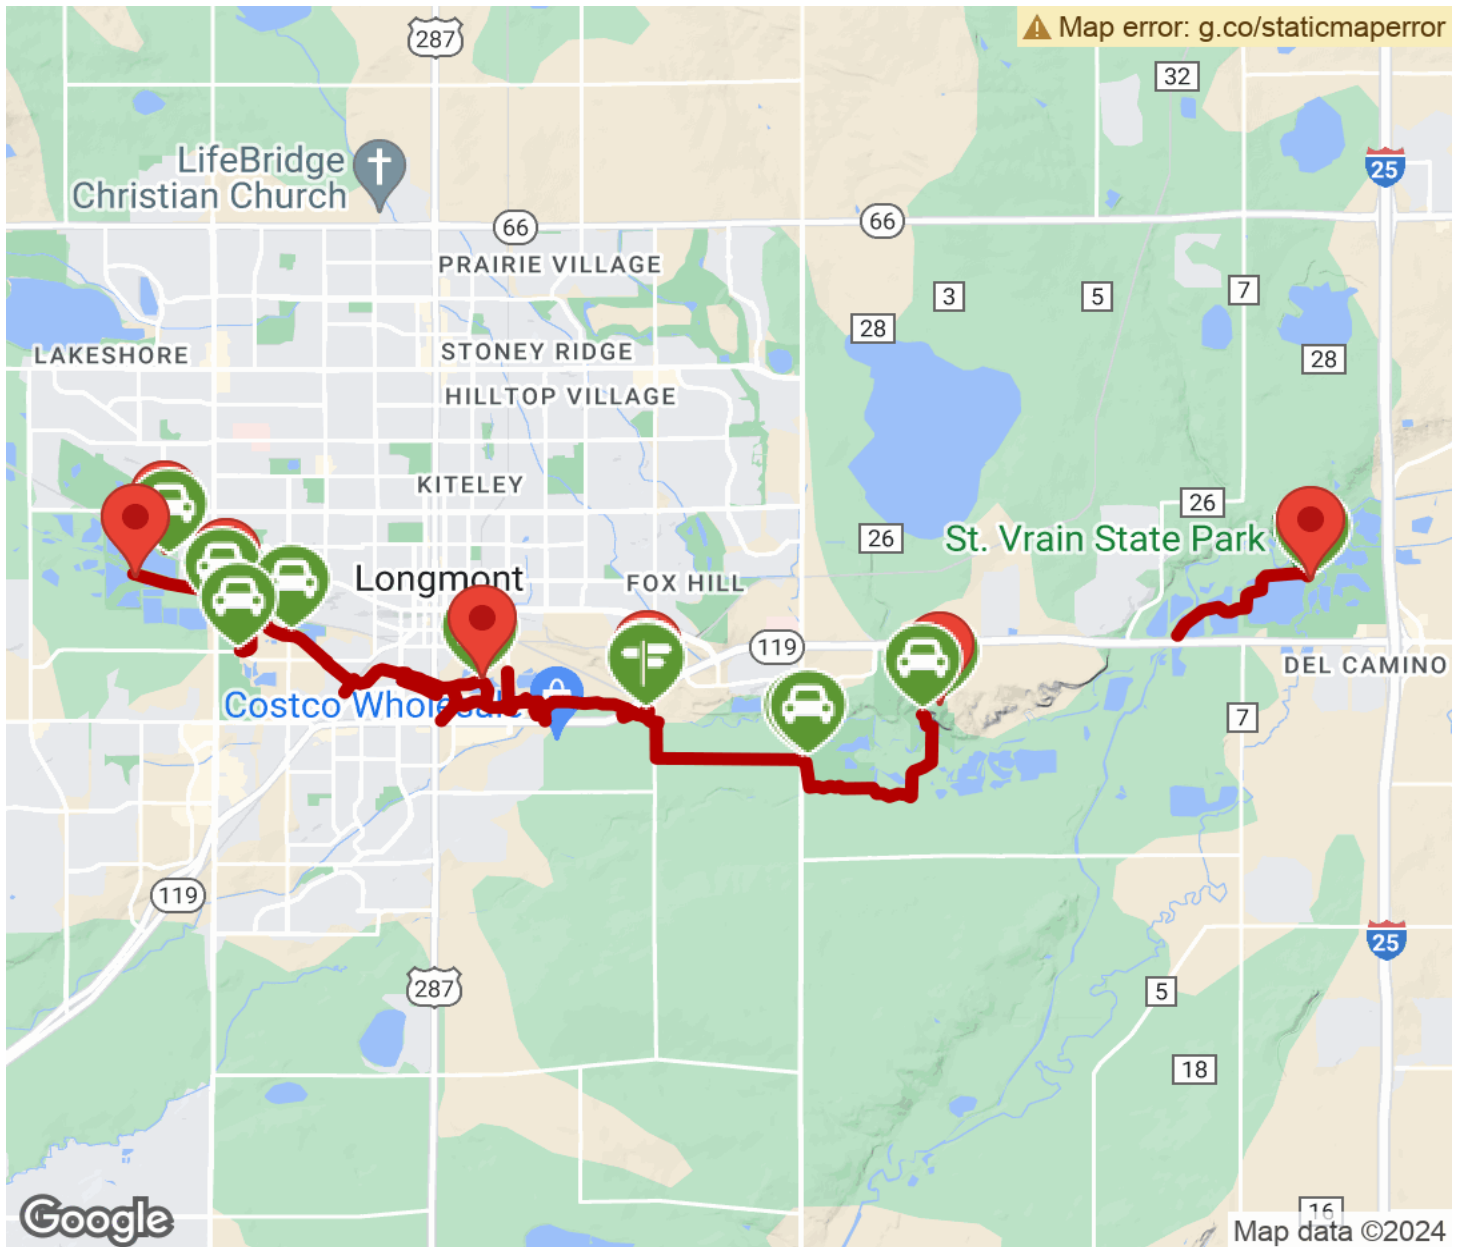 287
Map error: g.co/staticmaperror
32
LifeBridge
Christian Church
25
66
66
PRAIRIE VILLAGE
3
5
7
28
LAKESHORE
STONEY RIDGE
28
HILLTOP VILLAGE
KITELEY
26
26
St. Vrain State Park
Longmont
FOX HILL
119
DEL CAMINO
Costco Wholesale
7
119
25
287
5
18
16
Google
Map data ©2024